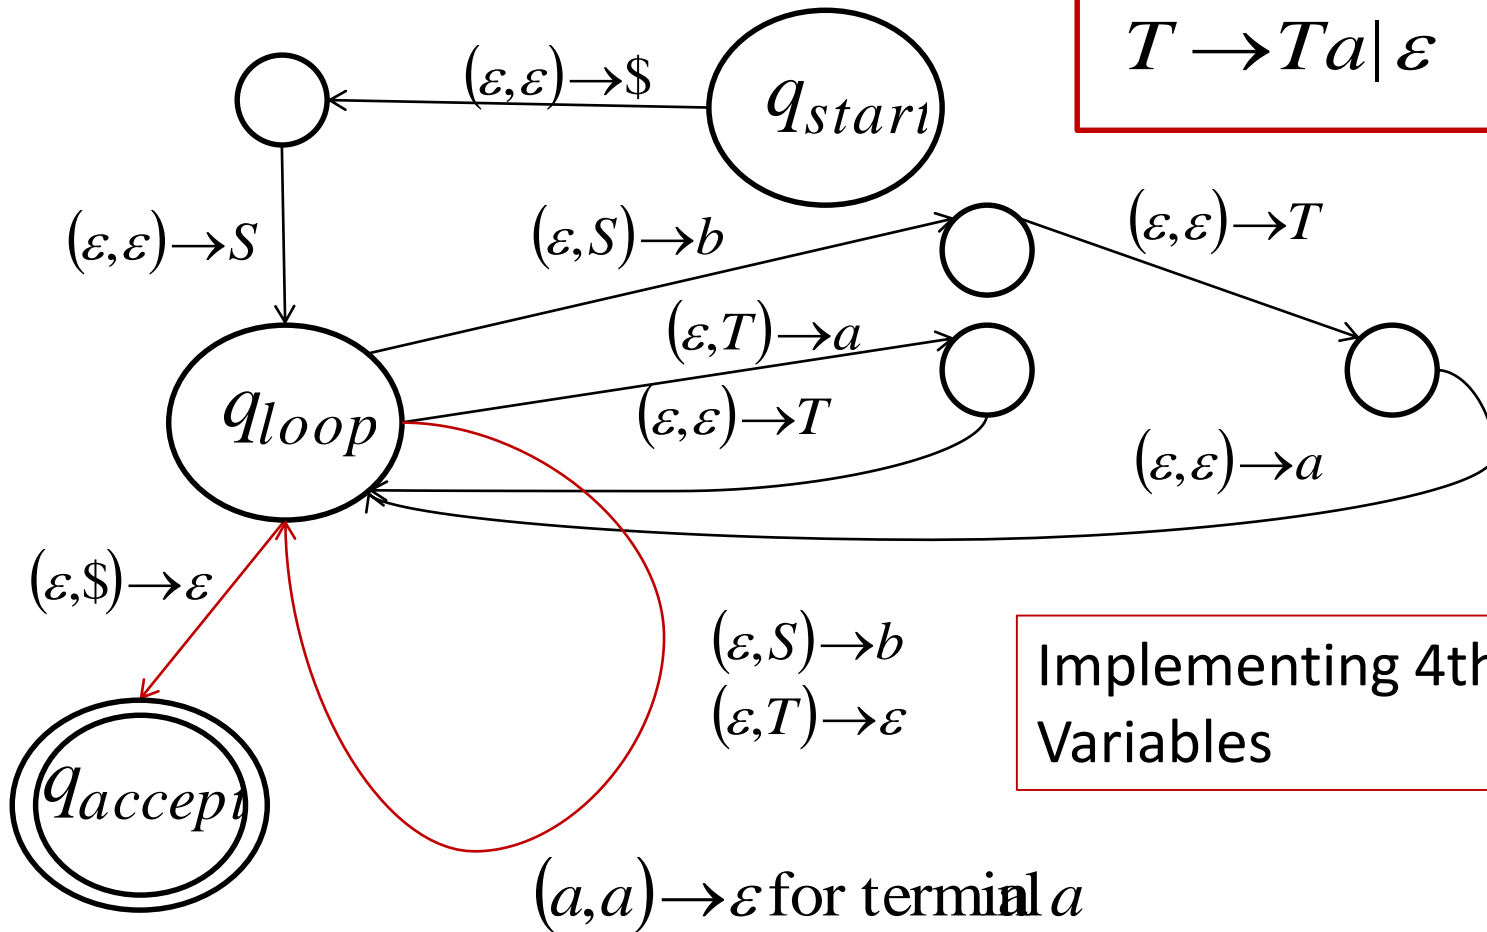 (ε,ε)→$
q_start
T→Ta|ε
(ε,ε)→S
(ε,S)→b
(ε,ε)→T
(ε,T)→a
q_loop
(ε,ε)→T
(ε,ε)→a
(ε,$)→ε
(ε,S)→b
(ε,T)→ε
Implementing 4th
Variables
q_accept
(a,a)→ε for terminal a